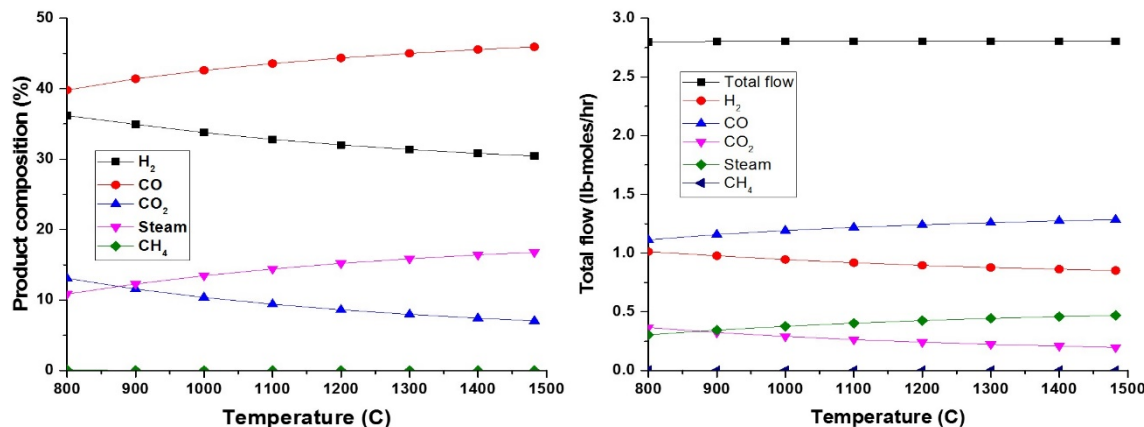 Product composition (%)
50
40
30
20
10
0
H₂
CO
CO₂
Steam
CH₄
800 900 1000 1100 1200 1300 1400 1500
Temperature (C)
Total flow (lb-moles/hr)
3.0
2.5
2.0
1.5
1.0
0.5
0.0
Total flow
H₂
CO
CO₂
Steam
CH₄
800 900 1000 1100 1200 1300 1400 1500
Temperature (C)